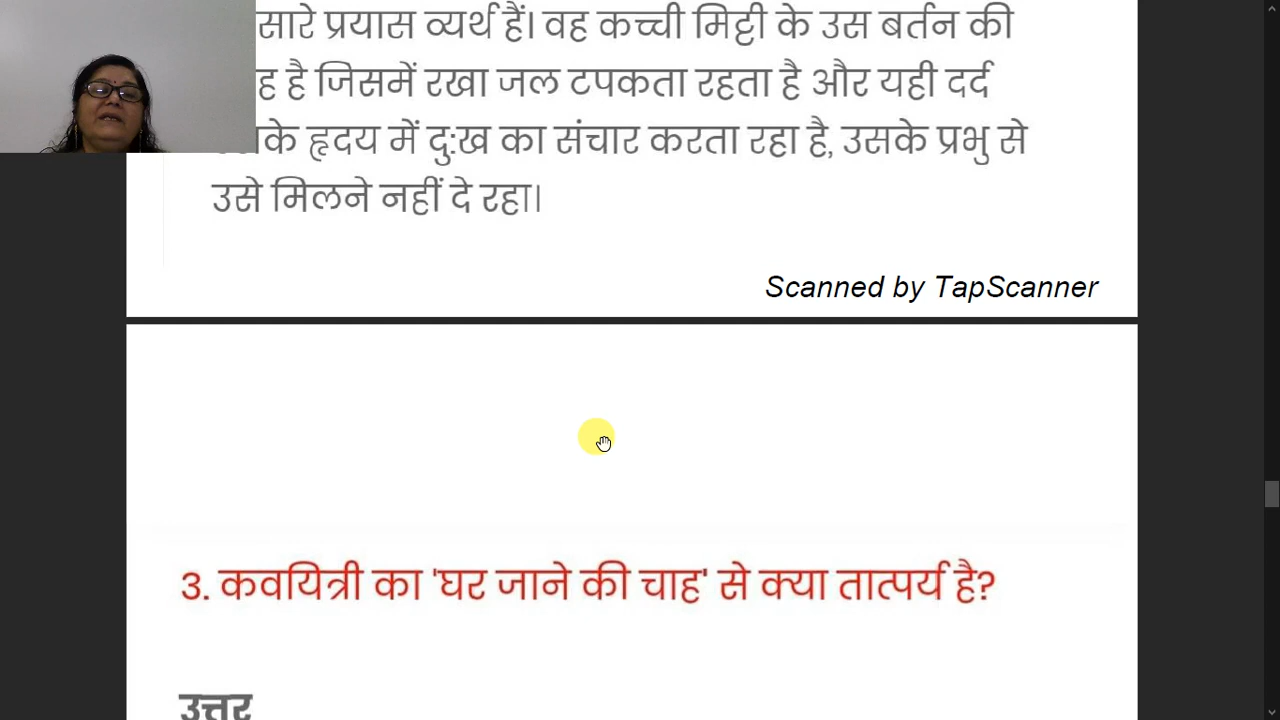 सारे प्रयास व्यर्थ हैं। वह कच्ची मिट्टी के उस बर्तन की
है जिसमें रखा जल टपकता रहता है और यही दर्द
हृदय में दु:ख का संचार करता रहा है, उसके प्रभु से
उसे मिलने नहीं दे रहा।
Scanned by TapScanner
3. कवयित्री का 'घर जाने की चाह' से क्या तात्पर्य है?
उत्तर